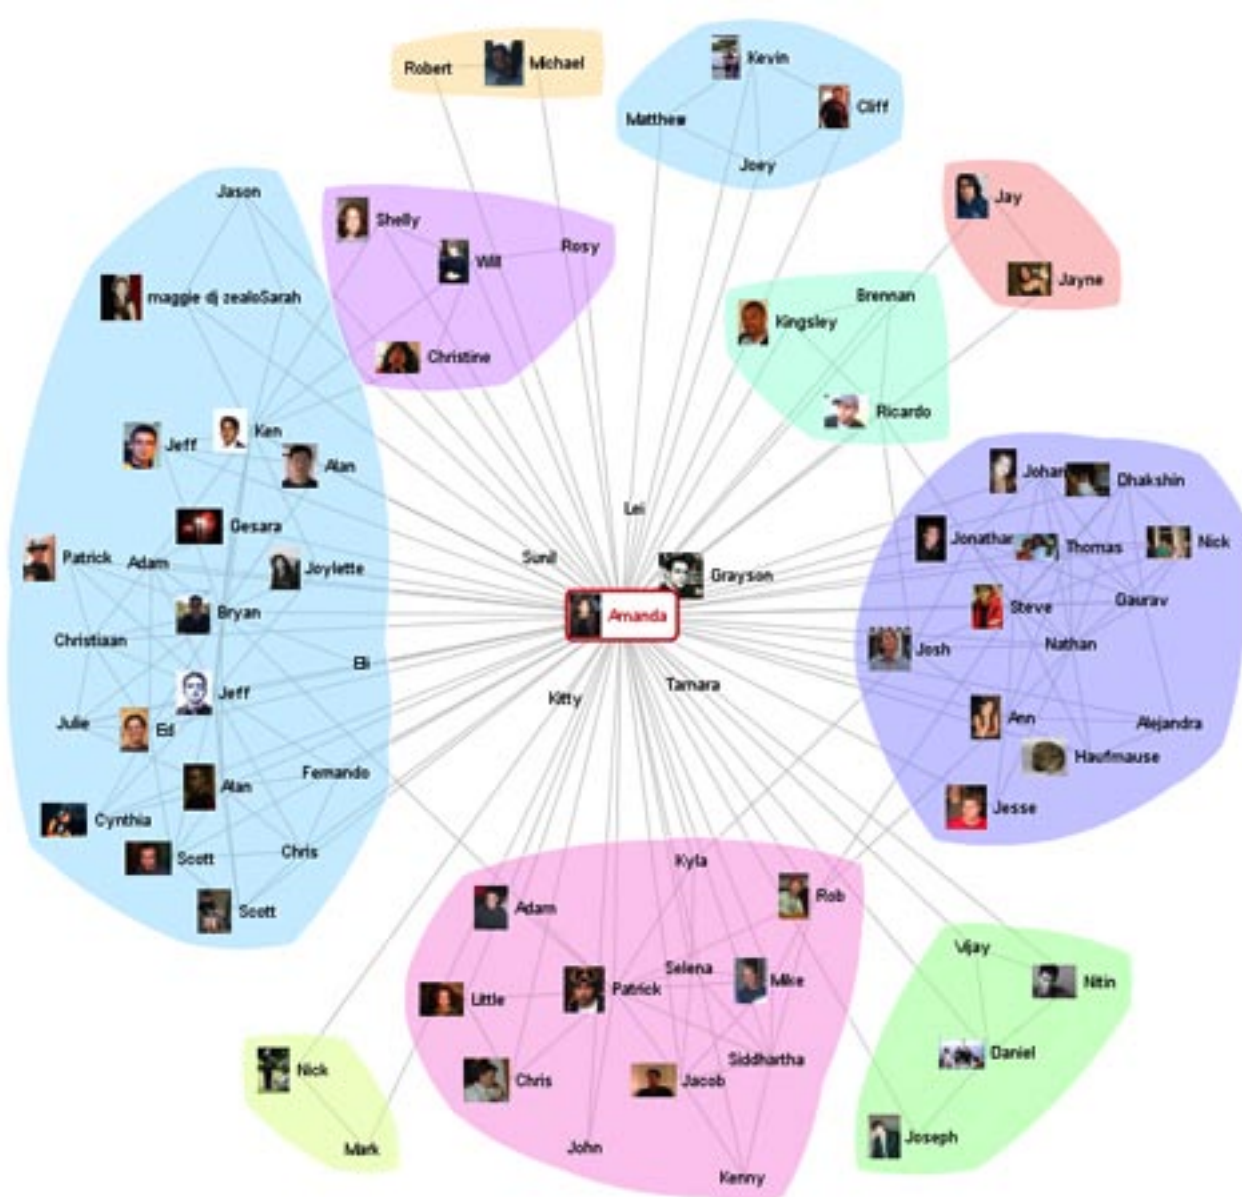 Robert
Michael
Kevin
Matthew
Cliff
Joey
Jason
Shelly
Will
Rosy
Jay
Jayne
maggie dj zealoSarah
Christine
Brennan
Kingsley
Ricardo
Jeff
Ken
Alan
Gesara
Patrick
Adam
Joylette
Bryan
Christiaan
Eli
Jeff
Julie
Ed
Alan
Fernando
Cynthia
Scott
Chris
Scott
Lei
Sunil
Grayson
Amanda
Kitty
Tamara
Johan
Dhakshin
Jonathan
Thomas
Nick
Steve
Gaurav
Josh
Nathan
Ann
Alejandra
Haufmause
Jesse
Kyla
Adam
Rob
Selena
Little
Patrick
Mike
Siddhartha
Chris
Jacob
John
Kenny
Nick
Mark
Vijay
Nitin
Daniel
Joseph